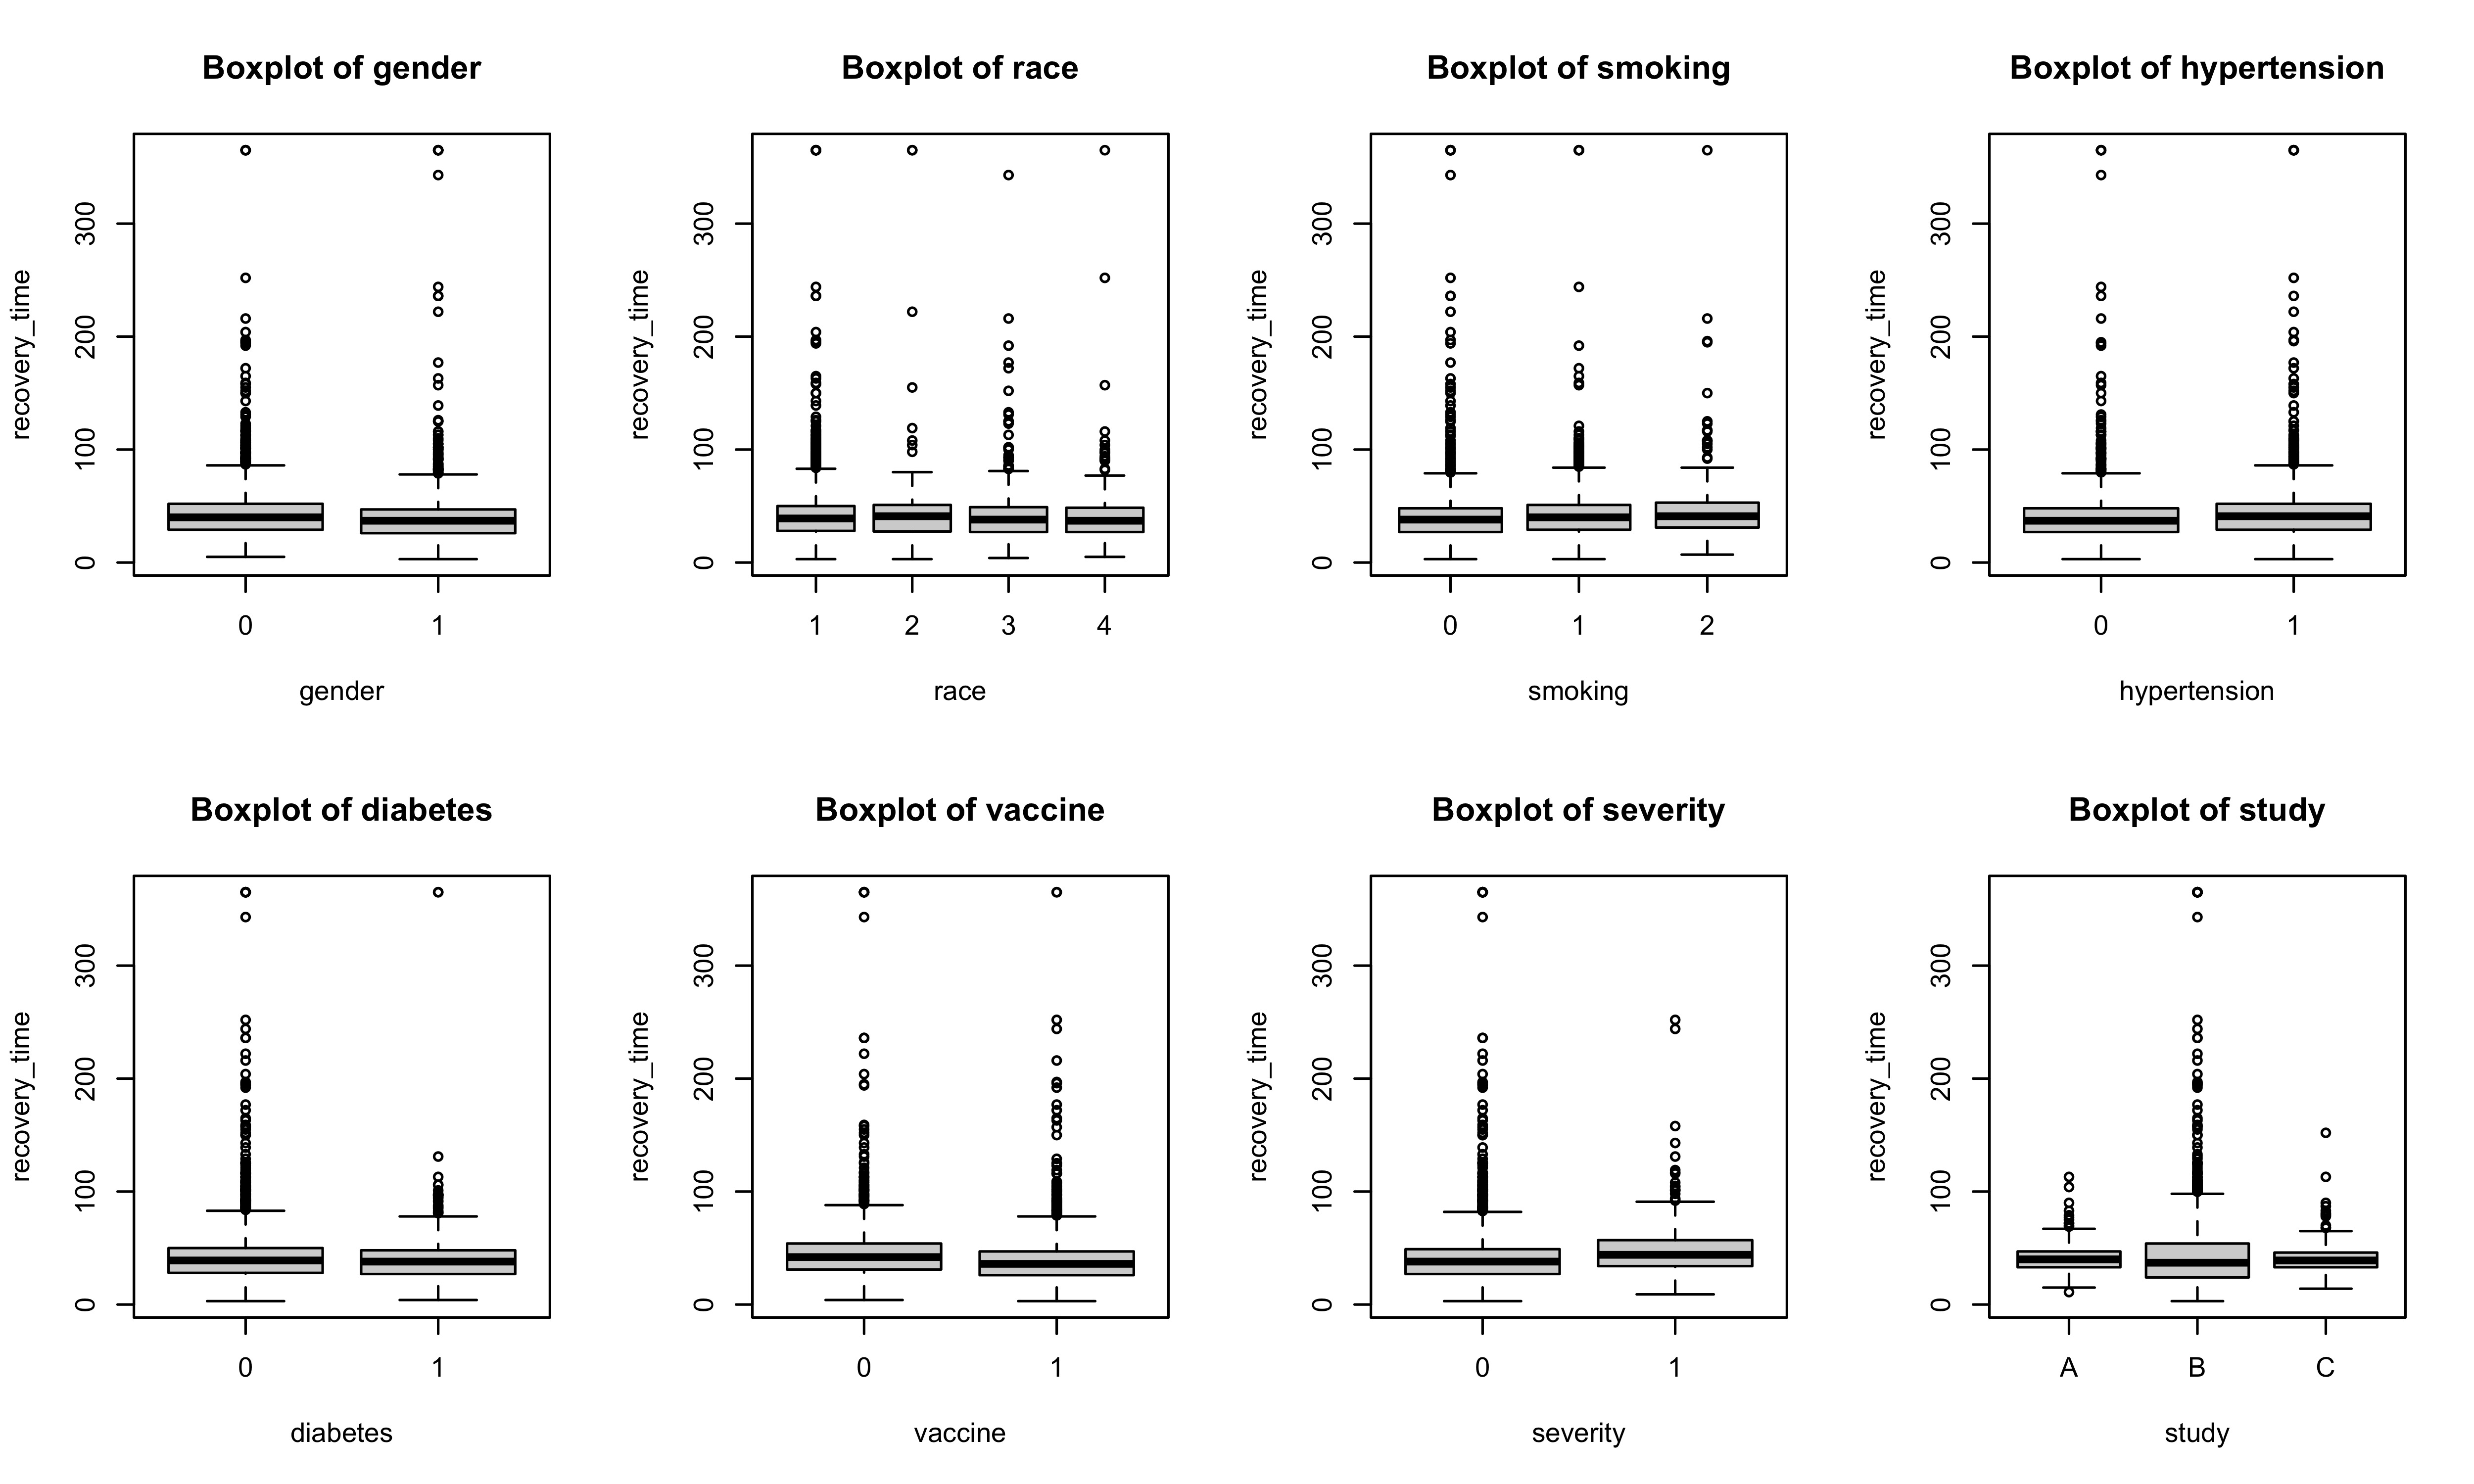 Boxplot of gender
recovery_time
300
200
100
0
0 1
gender
Boxplot of race
recovery_time
300
200
100
0
1 2 3 4
race
Boxplot of smoking
recovery_time
300
200
100
0
0 1 2
smoking
Boxplot of hypertension
recovery_time
300
200
100
0
0 1
hypertension
Boxplot of diabetes
recovery_time
300
200
100
0
0 1
diabetes
Boxplot of vaccine
recovery_time
300
200
100
0
0 1
vaccine
Boxplot of severity
recovery_time
300
200
100
0
0 1
severity
Boxplot of study
recovery_time
300
200
100
0
A B C
study